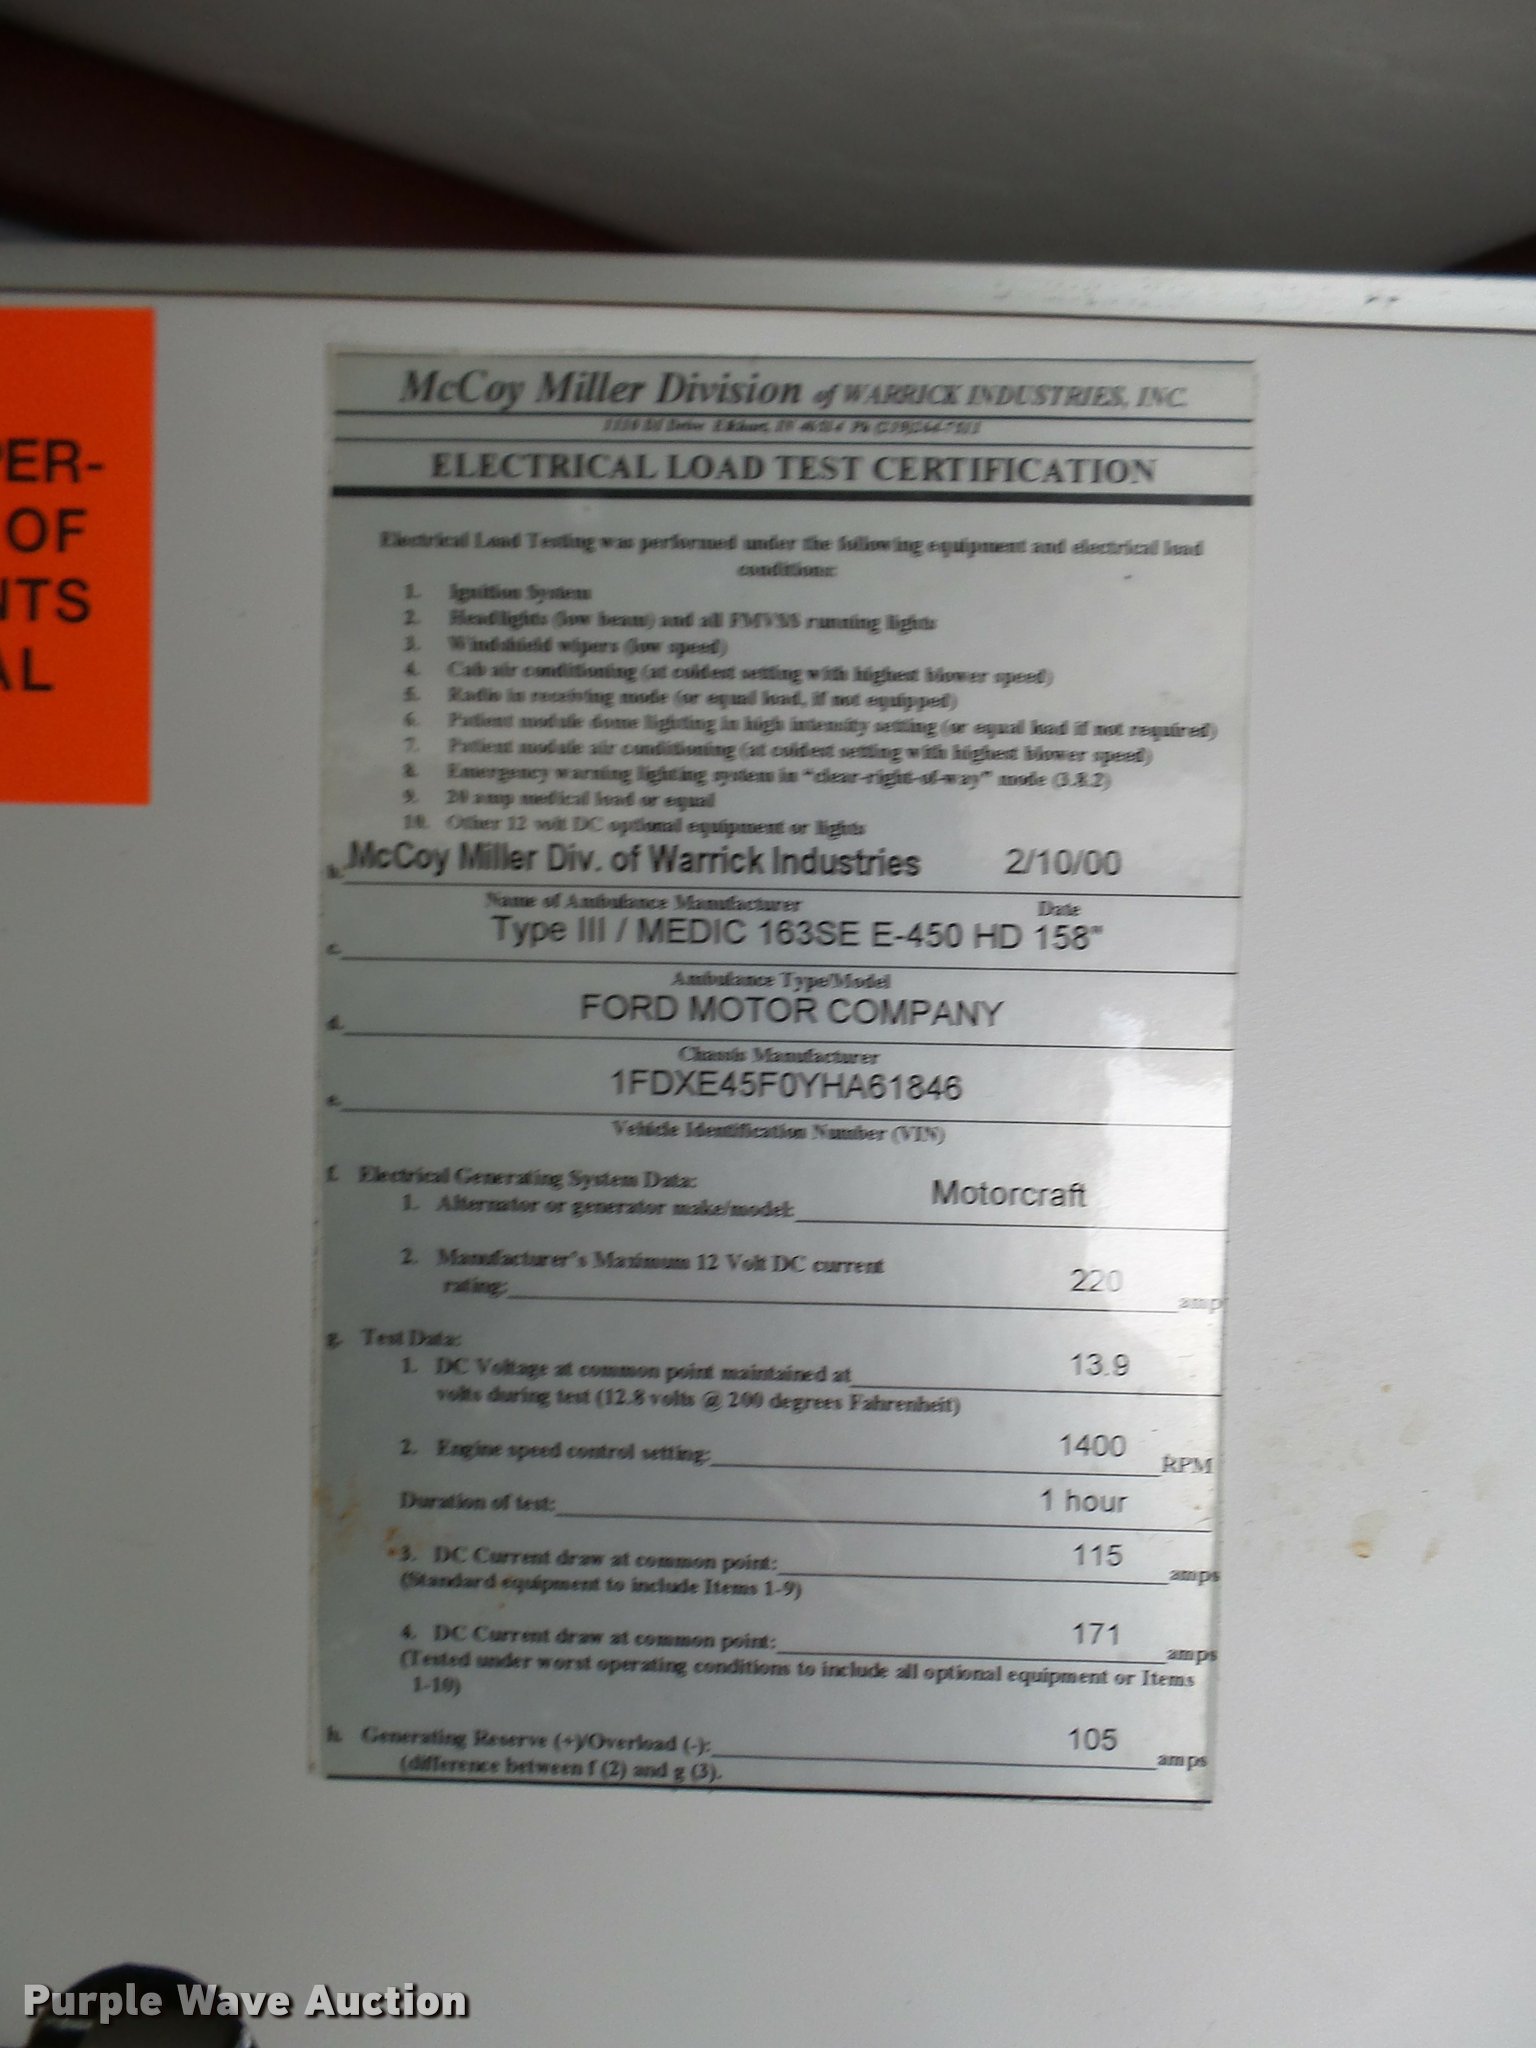 PER-
OF
NTS
AL
McCoy Miller Division of WARRICK INDUSTRIES, INC.
Drive Elkhart, IN
ELECTRICAL LOAD TEST CERTIFICATION
Electrical Load Testing was performed under the following equipment and electrical load
conditions:
1. Ignition System
2. Headlights (low beam) and all FMVSS running lights
3. Windshield wipers (low speed)
4. Cab air conditioning (at coldest setting with highest blower speed)
5. Radio in receiving mode (or equal load, if not equipped)
6. Patient module dome lighting in high intensity setting (or equal load if not required)
7. Patient module air conditioning (at coldest setting with highest blower speed)
8. Emergency warning lighting system in "clear-right-of-way" mode (3.8.2)
9. 20 amp medical load or equal
10. Other 12 volt DC optional equipment or lights
b. McCoy Miller Div. of Warrick Industries 2/10/00
Name of Ambulance Manufacturer Date
c. Type III / MEDIC 163SE E-450 HD 158"
Ambulance Type/Model
d. FORD MOTOR COMPANY
Chassis Manufacturer
e. 1FDXE45F0YHA61846
Vehicle Identification Number (VIN)
f. Electrical Generating System Data:
1. Alternator or generator make/model: Motorcraft
2. Manufacturer's Maximum 12 Volt DC current
rating: 220 amp
g. Test Data:
1. DC Voltage at common point maintained at 13.9
volts during test (12.8 volts @ 200 degrees Fahrenheit)
2. Engine speed control setting: 1400 RPM
Duration of test: 1 hour
3. DC Current draw at common point: 115 amps
(Standard equipment to include Items 1-9)
4. DC Current draw at common point: 171 amps
(Tested under worst operating conditions to include all optional equipment or Items
1-10)
h. Generating Reserve (+)/Overload (-): 105 amps
(difference between f (2) and g (3).
Purple Wave Auction